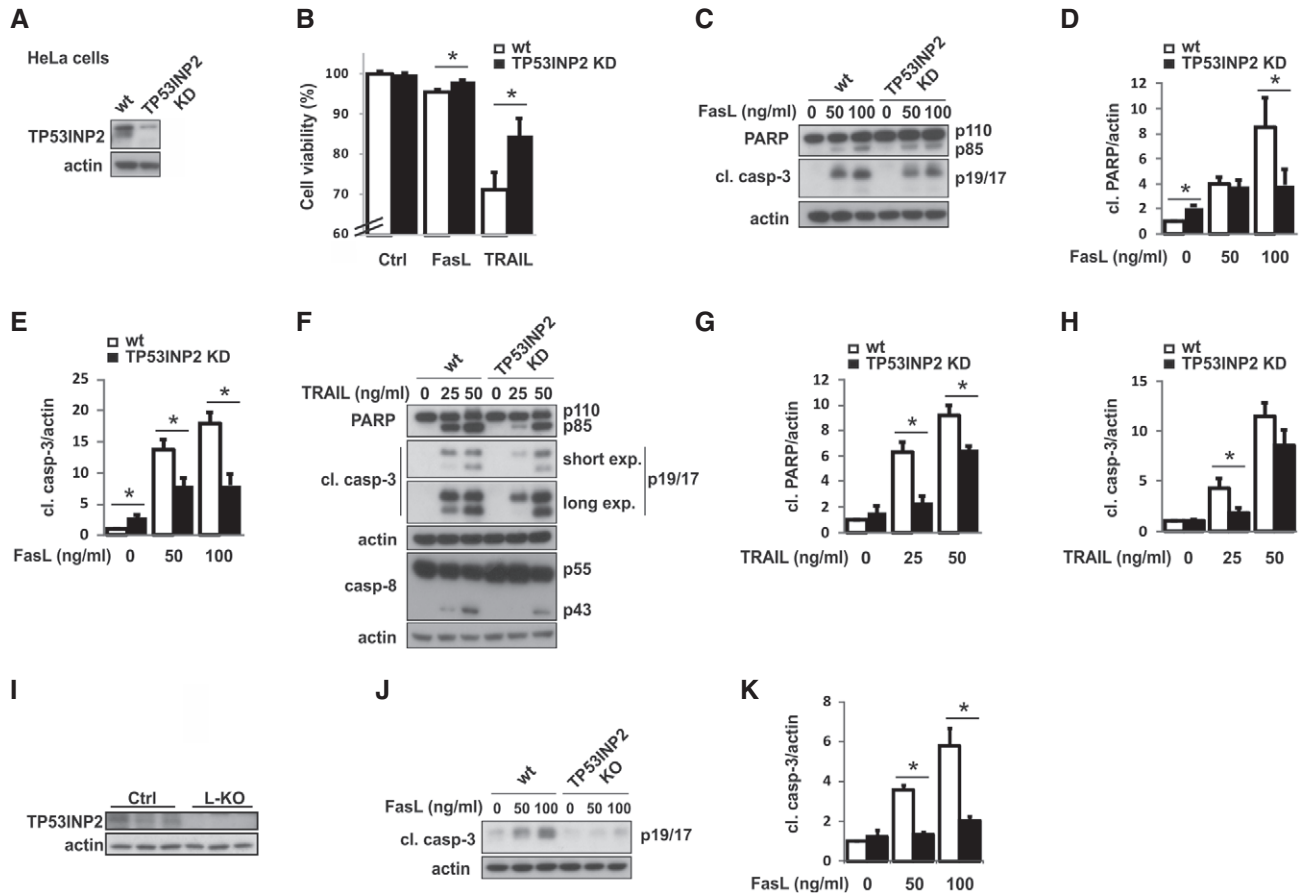 A
HeLa cells
wt
TP53INP2
KD
TP53INP2
actin
B
wt
TP53INP2 KD
Cell viability (%)
100
90
80
70
60
*
*
Ctrl
FasL
TRAIL
C
wt
TP53INP2
KD
FasL (ng/ml) 0 50 100 0 50 100
PARP
p110
p85
cl. casp-3
p19/17
actin
D
wt
TP53INP2 KD
cl. PARP/actin
12
10
8
6
4
2
0
*
*
FasL (ng/ml) 0 50 100
E
wt
TP53INP2 KD
cl. casp-3/actin
25
20
15
10
5
0
*
*
*
FasL (ng/ml) 0 50 100
F
wt
TP53INP2
KD
TRAIL (ng/ml) 0 25 50 0 25 50
PARP
p110
p85
cl. casp-3
short exp.
long exp.
p19/17
actin
casp-8
p55
p43
actin
G
wt
TP53INP2 KD
cl. PARP/actin
12
10
8
6
4
2
0
*
*
TRAIL (ng/ml) 0 25 50
H
wt
TP53INP2 KD
cl. casp-3/actin
15
10
5
0
*
TRAIL (ng/ml) 0 25 50
I
Ctrl
L-KO
TP53INP2
actin
J
wt
TP53INP2
KO
FasL (ng/ml) 0 50 100 0 50 100
cl. casp-3
p19/17
actin
K
cl. casp-3/actin
8
6
4
2
0
*
*
FasL (ng/ml) 0 50 100